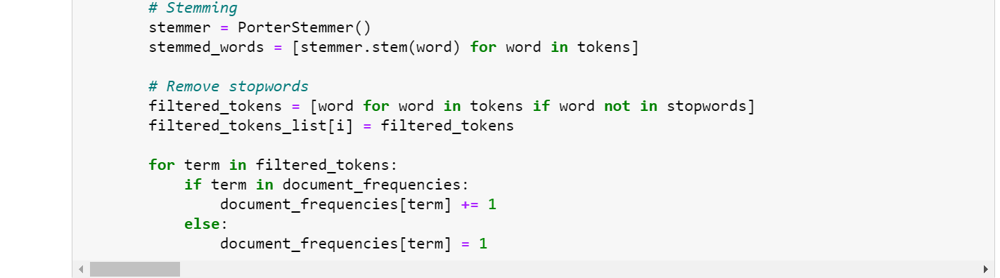 # Stemming
stemmer = PorterStemmer()
stemmed_words = [stemmer.stem(word) for word in tokens]
# Remove stopwords
filtered_tokens = [word for word in tokens if word not in stopwords]
filtered_tokens_list[i] = filtered_tokens
for term in filtered_tokens:
if term in document_frequencies:
document_frequencies[term] += 1
else:
document_frequencies[term] = 1